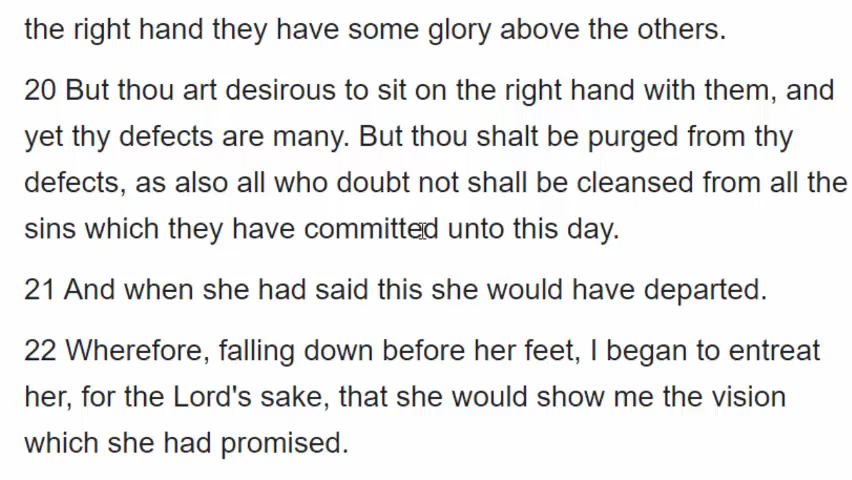 the right hand they have some glory above the others.
20 But thou art desirous to sit on the right hand with them, and
yet thy defects are many. But thou shalt be purged from thy
defects, as also all who doubt not shall be cleansed from all the
sins which they have committed unto this day.
21 And when she had said this she would have departed.
22 Wherefore, falling down before her feet, I began to entreat
her, for the Lord's sake, that she would show me the vision
which she had promised.